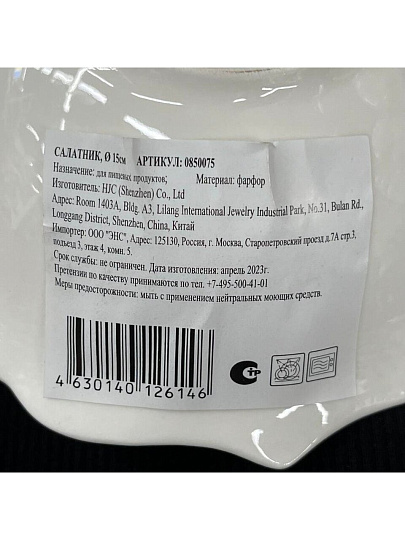 САЛАТНИК, Ø 15см АРТИКУЛ: 0850075
Назначение: для пищевых продуктов; Материал: фарфор
Изготовитель: HJC (Shenzhen) Co., Ltd
Адрес: Room 1403A, Bldg. A3, Lilang International Jewelry Industrial Park, No.31, Bulan Rd.,
Longgang District, Shenzhen, China, Китай
Импортер: ООО "ЭНС", Адрес: 125130, Россия, г. Москва, Старопетровский проезд д.7А стр.3,
подъезд 3, этаж 4, комн. 5.
Срок службы: не ограничен. Дата изготовления: апрель 2023г.
Претензии по качеству принимаются по тел. +7-495-500-41-01
Меры предосторожности: мыть с применением нейтральных моющих средств.
4 630140 126146
СТР